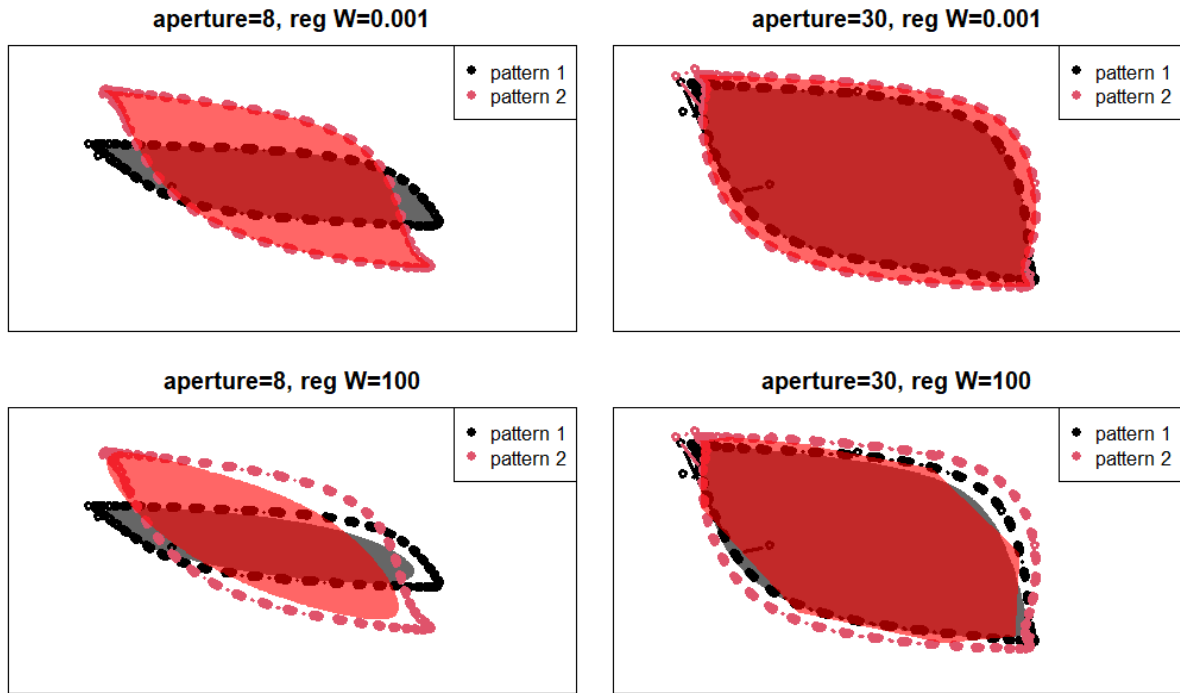 aperture=8, reg W=0.001
pattern 1
pattern 2
aperture=30, reg W=0.001
pattern 1
pattern 2
aperture=8, reg W=100
pattern 1
pattern 2
aperture=30, reg W=100
pattern 1
pattern 2